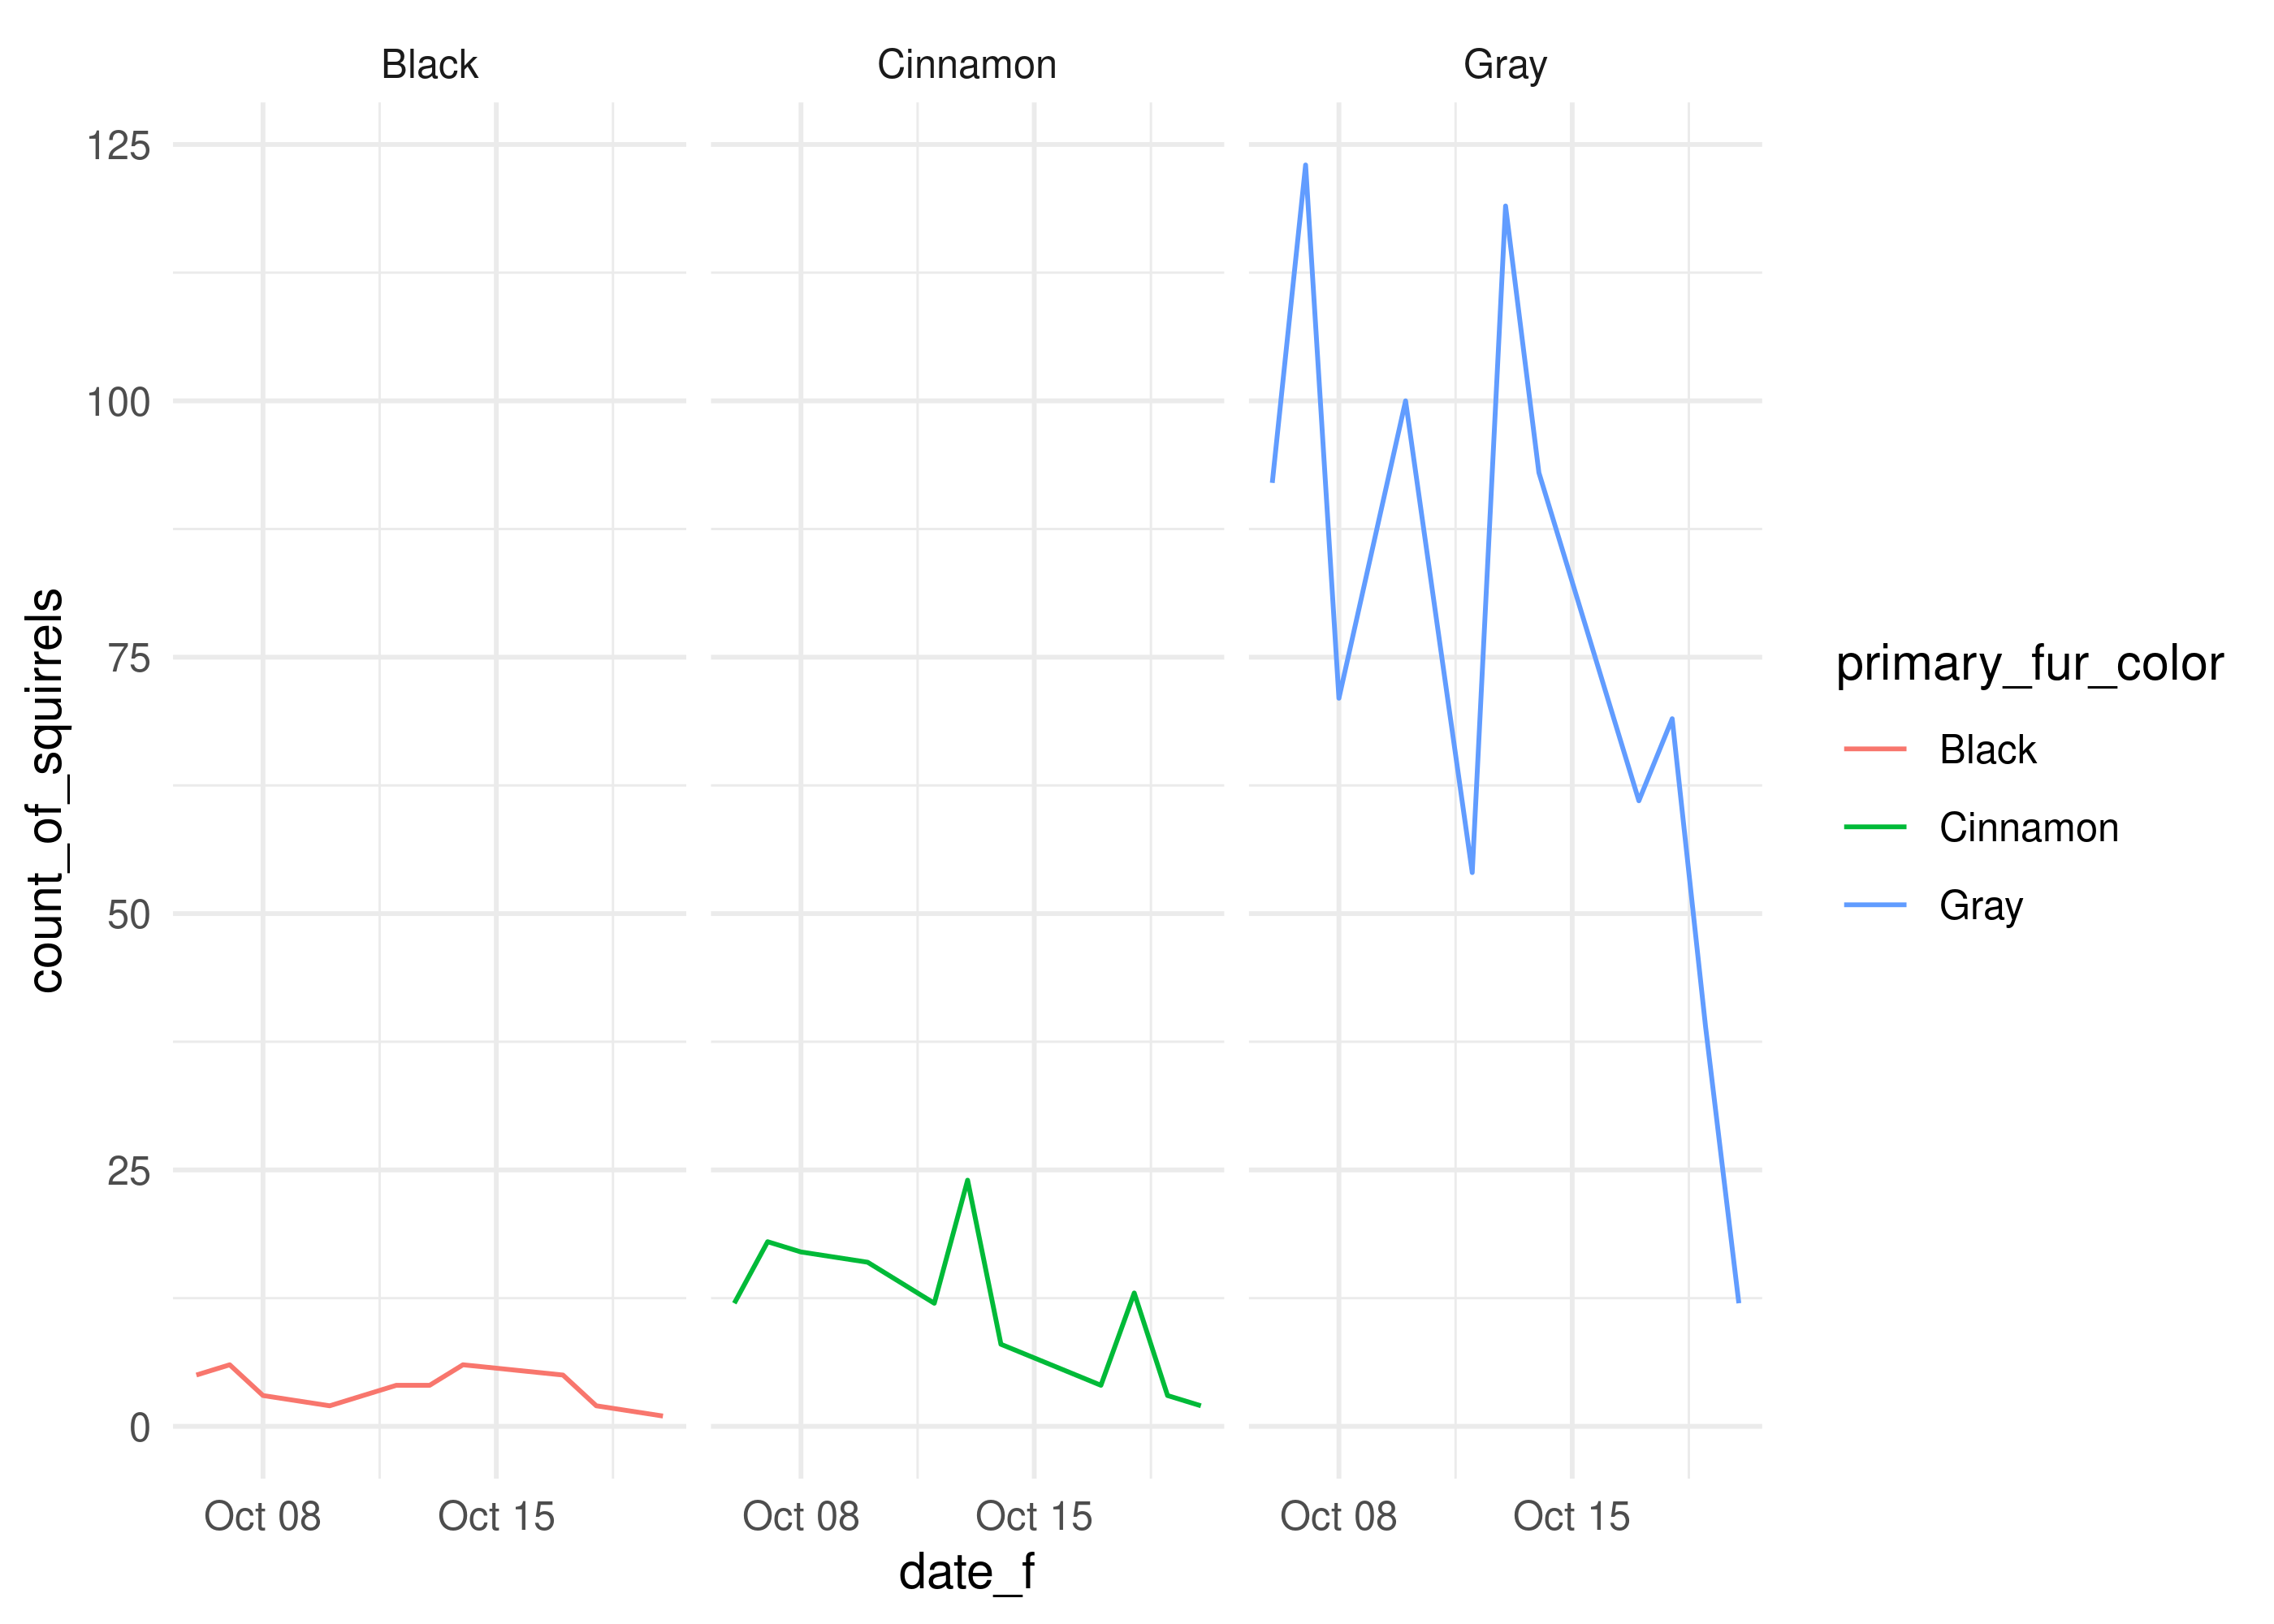 Black
Cinnamon
Gray
125
100
75
50
25
0
count_of_squirrels
Oct 08
Oct 15
Oct 08
Oct 15
Oct 08
Oct 15
date_f
primary_fur_color
Black
Cinnamon
Gray